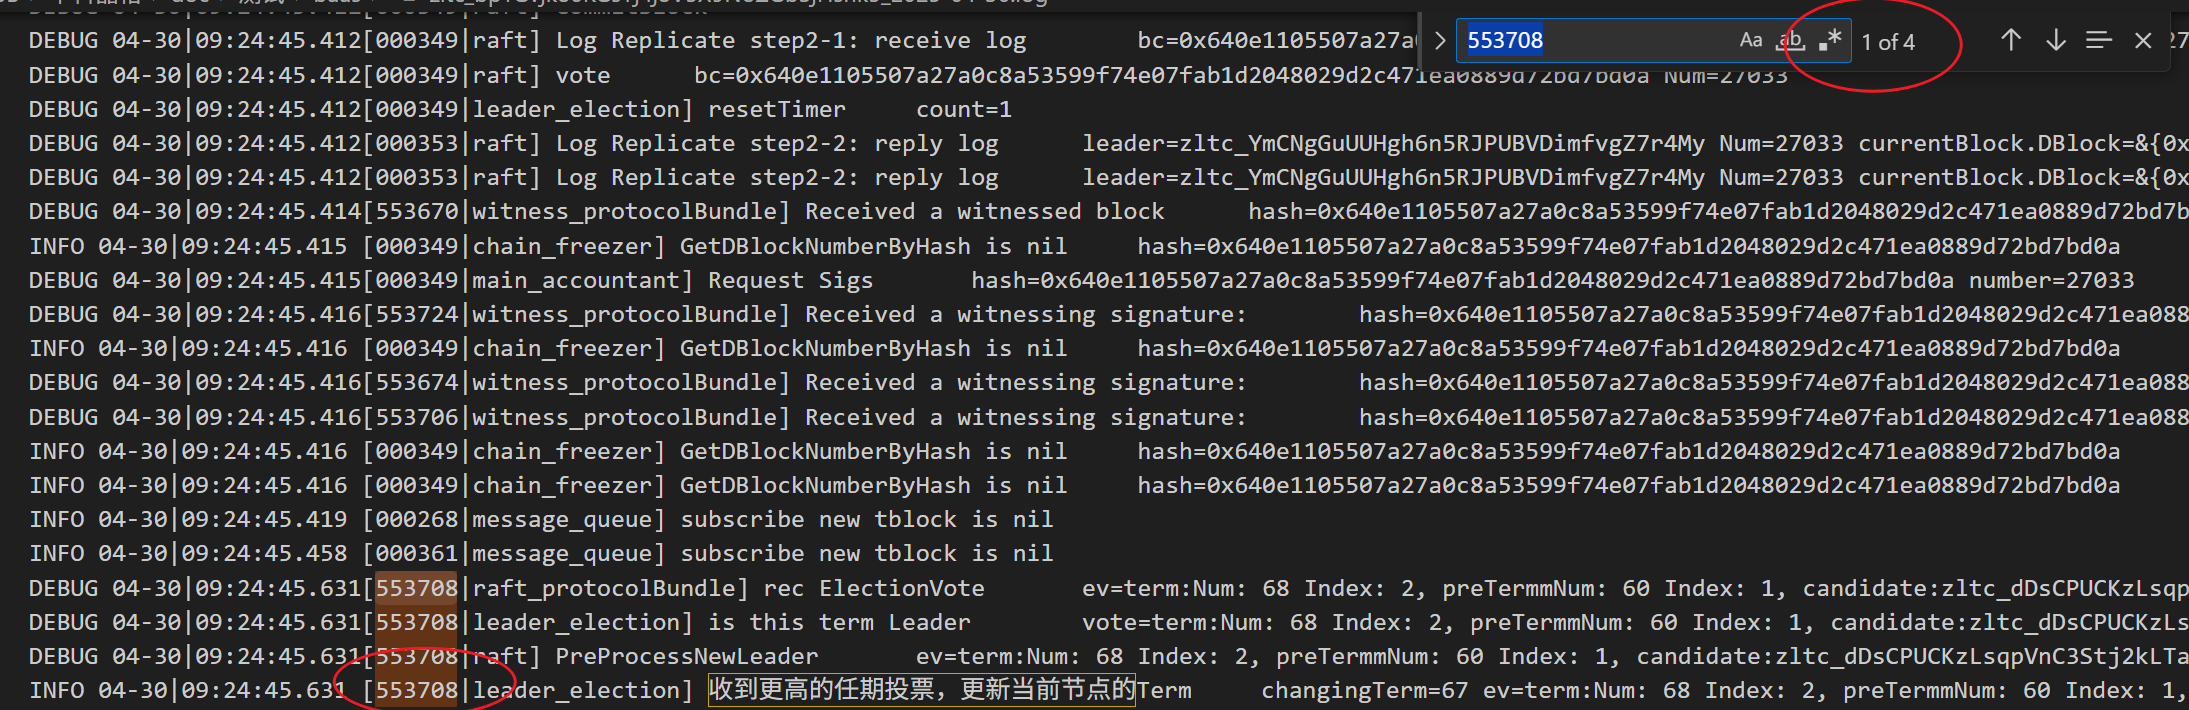 553708 Aa ab 1 of 4
DEBUG 04-30|09:24:45.412[000349|raft] Log Replicate step2-1: receive log bc=0x640e1105507a27a
DEBUG 04-30|09:24:45.412[000349|raft] vote bc=0x640e1105507a27a0c8a53599f74e07fab1d2048029d2c471ea0889d72bd7bd0a Num=27033
DEBUG 04-30|09:24:45.412[000349|leader_election] resetTimer count=1
DEBUG 04-30|09:24:45.412[000353|raft] Log Replicate step2-2: reply log leader=zltc_YmCNgGuUUHgh6n5RJPUBVDimfvgZ7r4My Num=27033 currentBlock.DBlock=&{0x
DEBUG 04-30|09:24:45.412[000353|raft] Log Replicate step2-2: reply log leader=zltc_YmCNgGuUUHgh6n5RJPUBVDimfvgZ7r4My Num=27033 currentBlock.DBlock=&{0x
DEBUG 04-30|09:24:45.414[553670|witness_protocolBundle] Received a witnessed block hash=0x640e1105507a27a0c8a53599f74e07fab1d2048029d2c471ea0889d72bd7b
INFO 04-30|09:24:45.415 [000349|chain_freezer] GetDBlockNumberByHash is nil hash=0x640e1105507a27a0c8a53599f74e07fab1d2048029d2c471ea0889d72bd7bd0a
DEBUG 04-30|09:24:45.415[000349|main_accountant] Request Sigs hash=0x640e1105507a27a0c8a53599f74e07fab1d2048029d2c471ea0889d72bd7bd0a number=27033
DEBUG 04-30|09:24:45.416[553724|witness_protocolBundle] Received a witnessing signature: hash=0x640e1105507a27a0c8a53599f74e07fab1d2048029d2c471ea088
INFO 04-30|09:24:45.416 [000349|chain_freezer] GetDBlockNumberByHash is nil hash=0x640e1105507a27a0c8a53599f74e07fab1d2048029d2c471ea0889d72bd7bd0a
DEBUG 04-30|09:24:45.416[553674|witness_protocolBundle] Received a witnessing signature: hash=0x640e1105507a27a0c8a53599f74e07fab1d2048029d2c471ea088
DEBUG 04-30|09:24:45.416[553706|witness_protocolBundle] Received a witnessing signature: hash=0x640e1105507a27a0c8a53599f74e07fab1d2048029d2c471ea088
INFO 04-30|09:24:45.416 [000349|chain_freezer] GetDBlockNumberByHash is nil hash=0x640e1105507a27a0c8a53599f74e07fab1d2048029d2c471ea0889d72bd7bd0a
INFO 04-30|09:24:45.416 [000349|chain_freezer] GetDBlockNumberByHash is nil hash=0x640e1105507a27a0c8a53599f74e07fab1d2048029d2c471ea0889d72bd7bd0a
INFO 04-30|09:24:45.419 [000268|message_queue] subscribe new tblock is nil
INFO 04-30|09:24:45.458 [000361|message_queue] subscribe new tblock is nil
DEBUG 04-30|09:24:45.631[553708|raft_protocolBundle] rec ElectionVote ev=term:Num: 68 Index: 2, preTermmNum: 60 Index: 1, candidate:zltc_dDsCPUCKzLsqp
DEBUG 04-30|09:24:45.631[553708|leader_election] is this term Leader vote=term:Num: 68 Index: 2, preTermmNum: 60 Index: 1, candidate:zltc_dDsCPUCKzLs
DEBUG 04-30|09:24:45.631[553708|raft] PreProcessNewLeader ev=term:Num: 68 Index: 2, preTermmNum: 60 Index: 1, candidate:zltc_dDsCPUCKzLsqpVnC3Stj2kLTa
INFO 04-30|09:24:45.631 [553708|leader_election] 收到更高的任期投票，更新当前节点的Term changingTerm=67 ev=term:Num: 68 Index: 2, preTermmNum: 60 Index: 1,